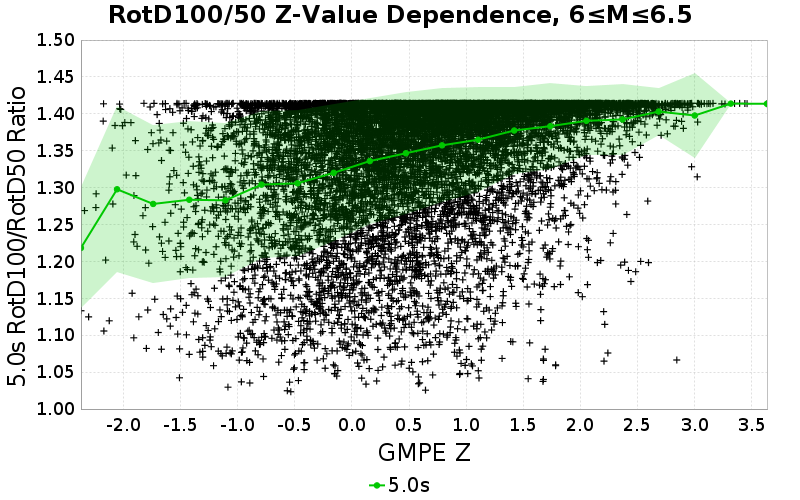 RotD100/50 Z-Value Dependence, 6≤M≤6.5
5.0s RotD100/RotD50 Ratio
1.50
1.45
1.40
1.35
1.30
1.25
1.20
1.15
1.10
1.05
1.00
-2.0 -1.5 -1.0 -0.5 0.0 0.5 1.0 1.5 2.0 2.5 3.0 3.5
GMPE Z
5.0s